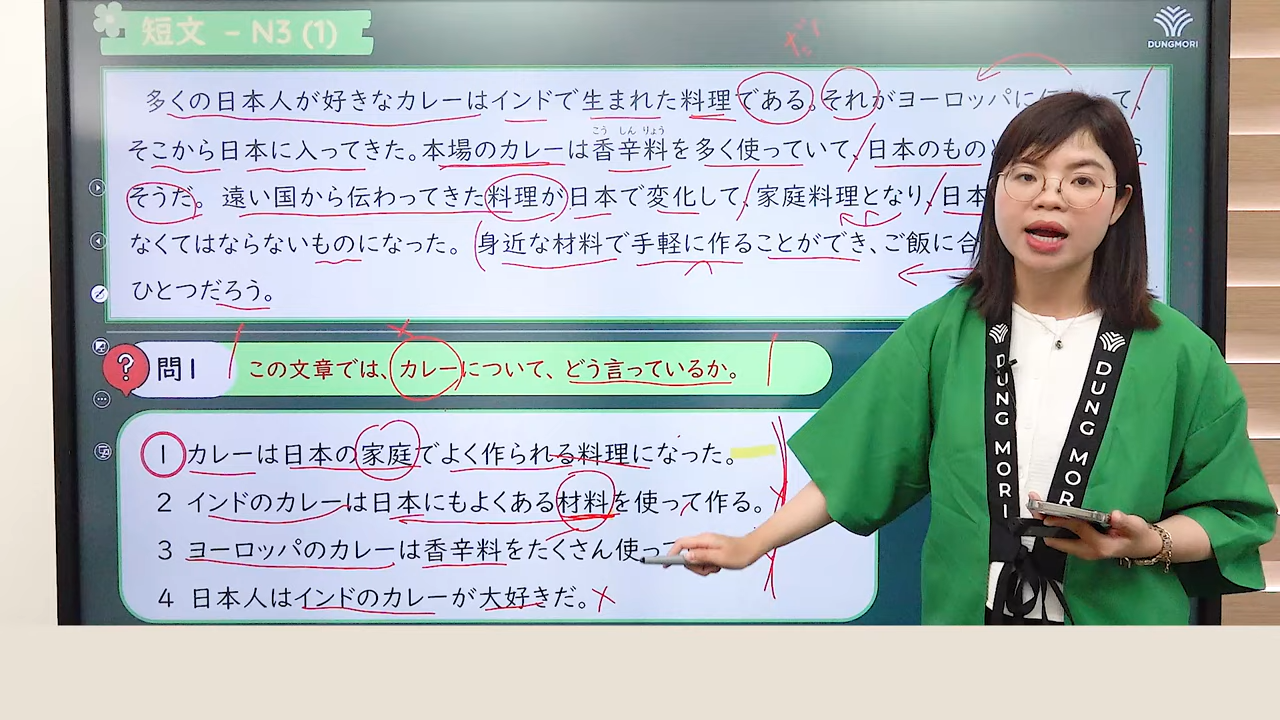 短文 － N3 (1)
DUNGMORI
多くの日本人が好きなカレーはインドで生まれた料理である。それがヨーロッパに て、
こう しん りょう
そこから日本に入ってきた。本場のカレーは香辛料を多く使っていて、日本のもの う
そうだ。遠い国から伝わってきた料理が日本で変化して、家庭料理となり、日本
なくてはならないものになった。身近な材料で手軽に作ることができ、ご飯に合
ひとつだろう。
? 問1 この文章では、カレーについて、どう言っているか。
1 カレーは日本の家庭でよく作られる料理になった。
2 インドのカレーは日本にもよくある材料を使って作る。
3 ヨーロッパのカレーは香辛料をたくさん使って
4 日本人はインドのカレーが大好きだ。
DUNG MORI
DUNG MOR